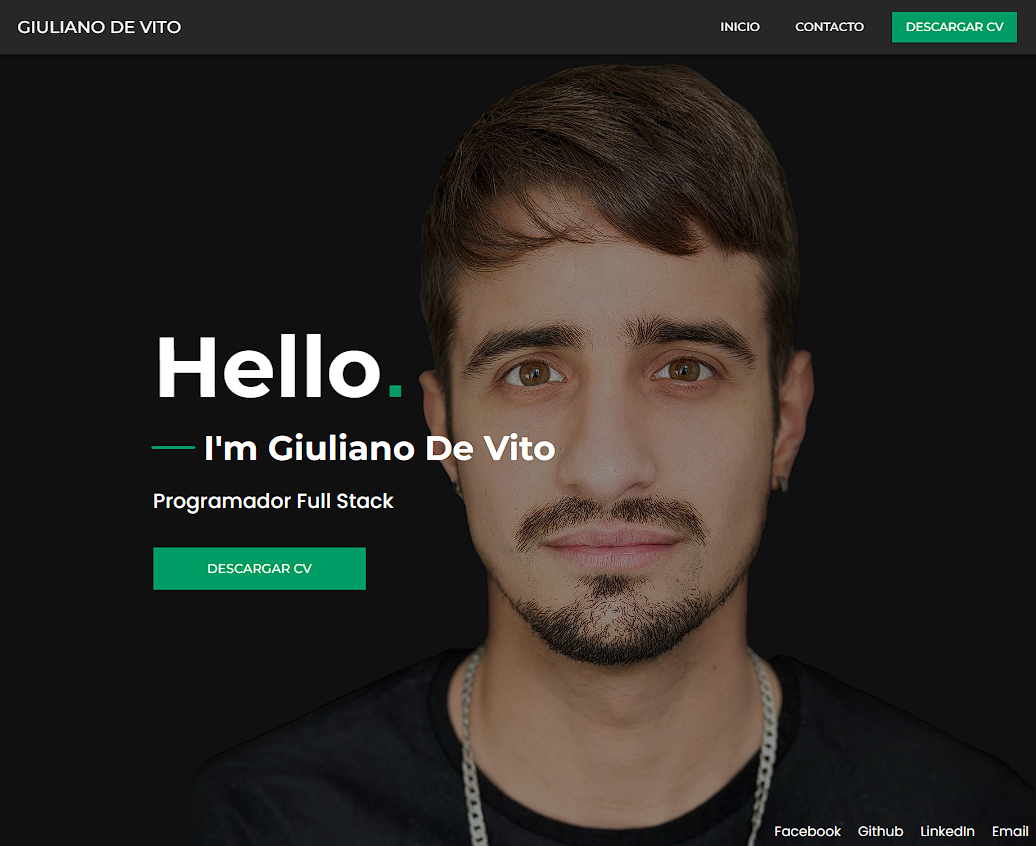 GIULIANO DE VITO
INICIO CONTACTO DESCARGAR CV
Hello.
I'm Giuliano De Vito
Programador Full Stack
DESCARGAR CV
Facebook Github LinkedIn Email